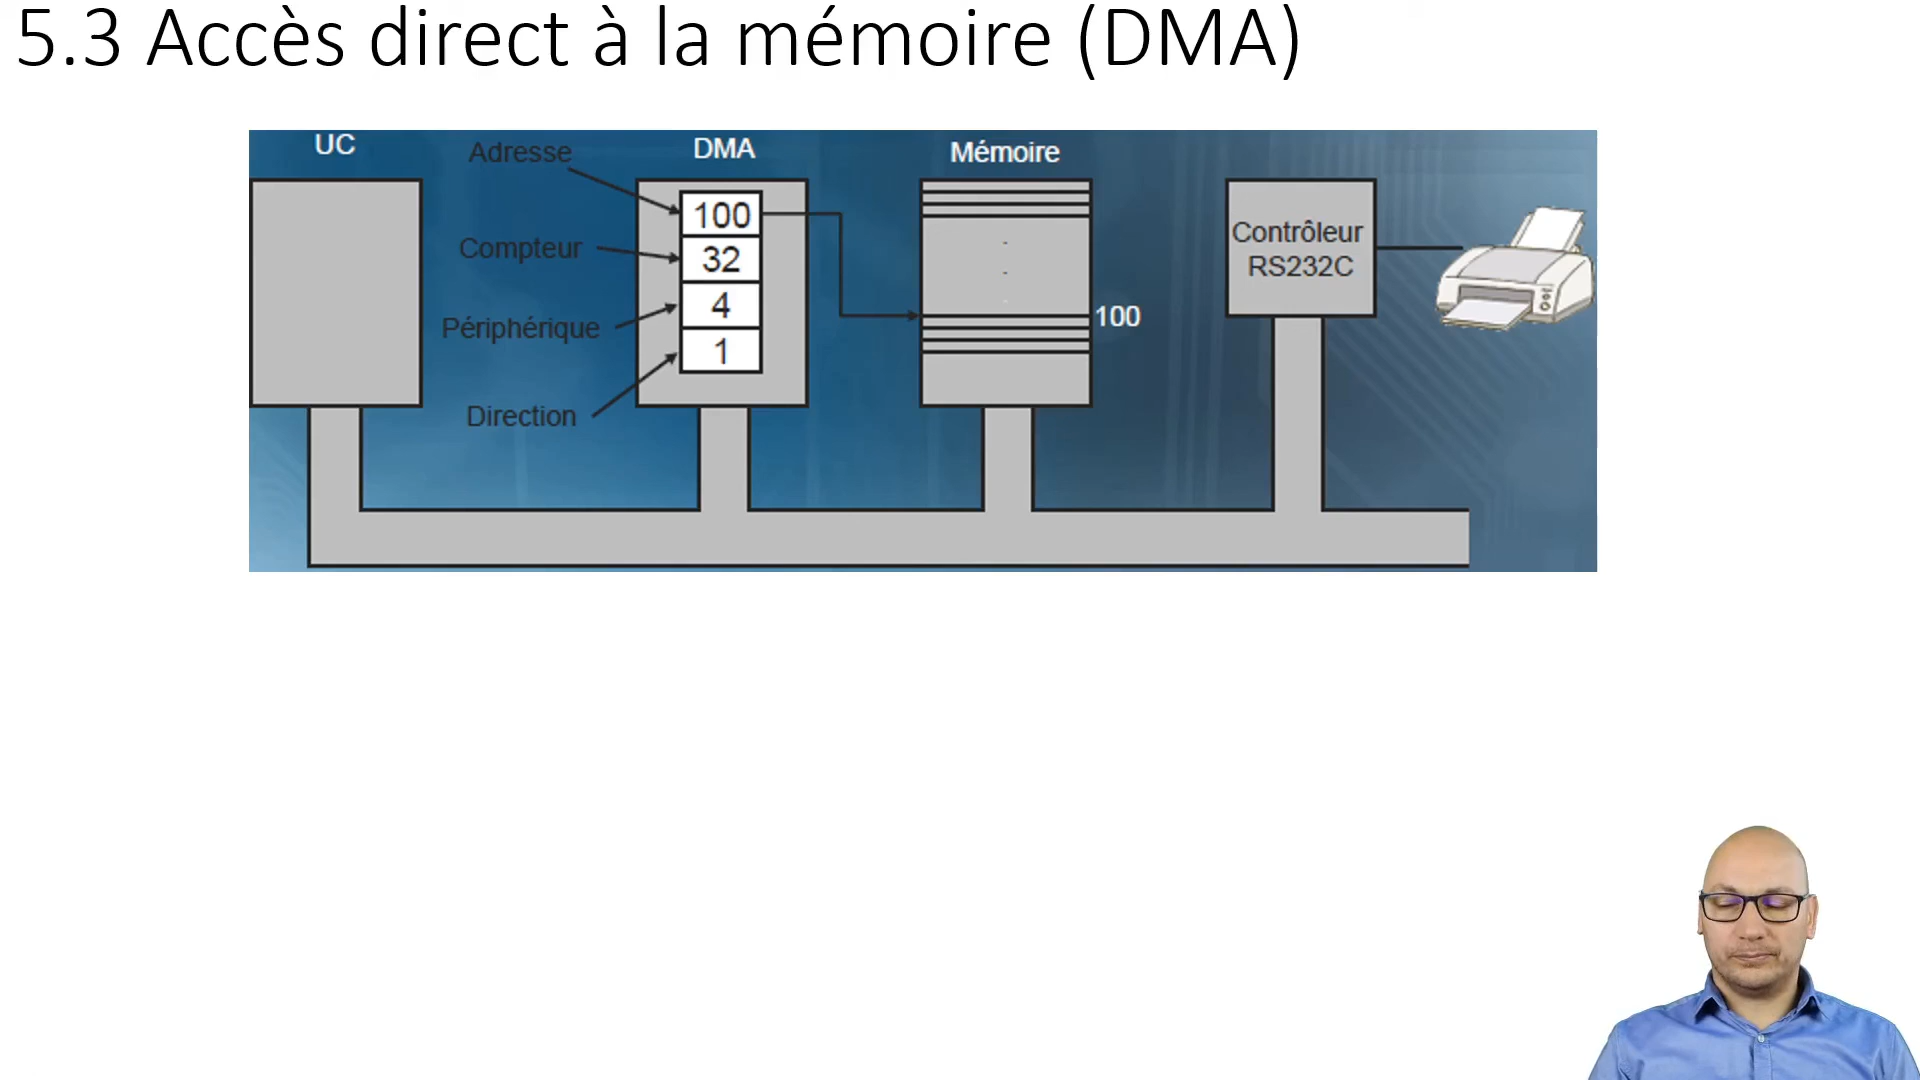 5.3 Accès direct à la mémoire (DMA)
UC
Adresse
DMA
Mémoire
100
Compteur
32
Périphérique
4
1
Direction
100
Contrôleur
RS232C